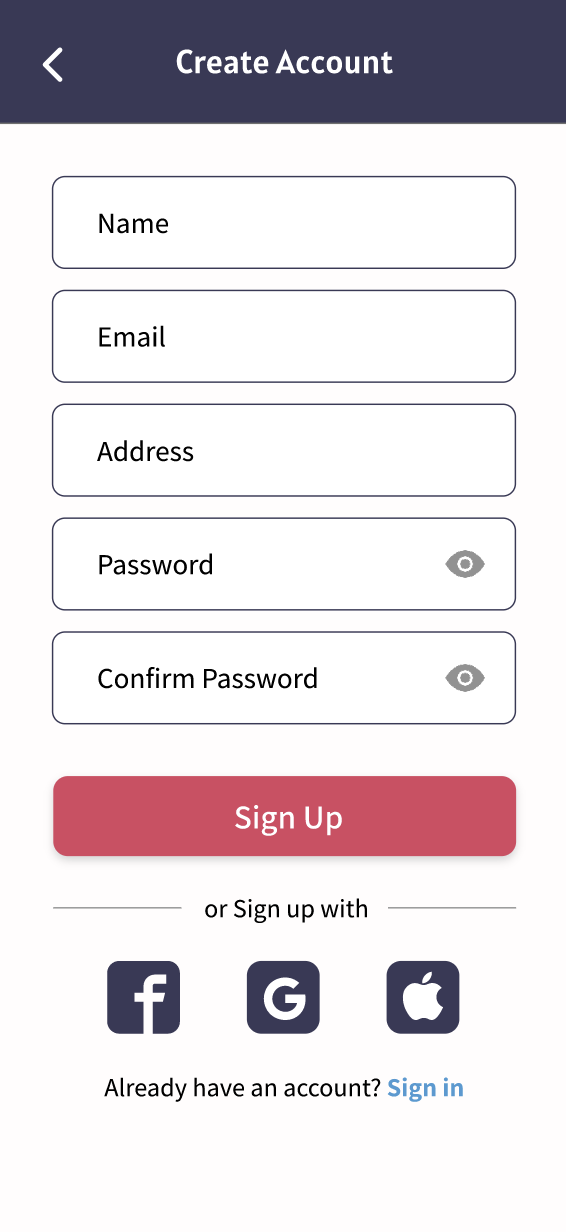 Create Account
Name
Email
Address
Password
Confirm Password
Sign Up
or Sign up with
Already have an account? Sign in